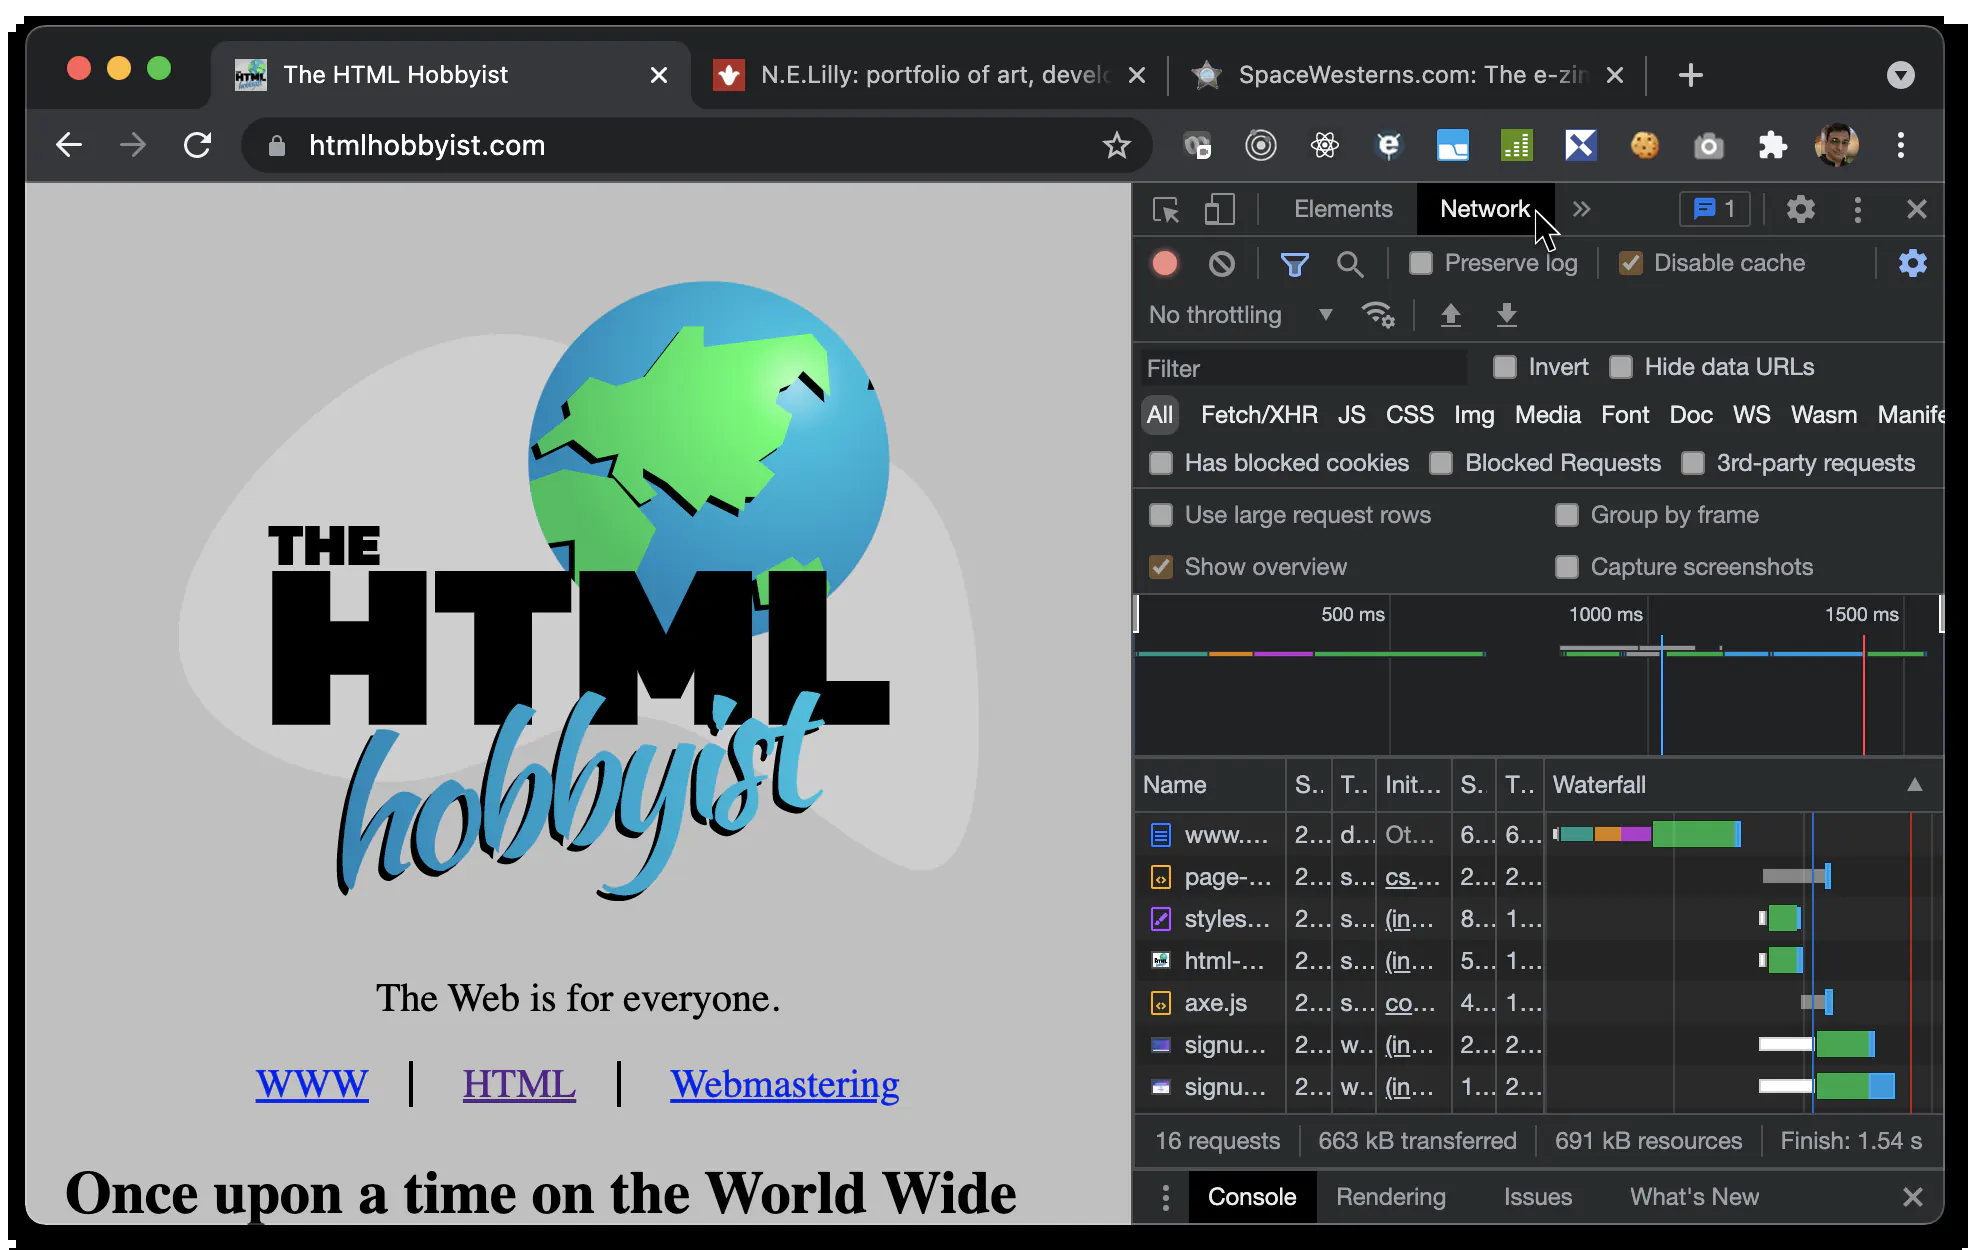 The HTML Hobbyist
N.E.Lilly: portfolio of art, develo
SpaceWesterns.com: The e-zin
htmlhobbyist.com
THE
HTML
hobbyist
The Web is for everyone.
WWW | HTML | Webmastering
Once upon a time on the World Wide
Elements Network 1
Preserve log Disable cache
No throttling
Filter Invert Hide data URLs
All Fetch/XHR JS CSS Img Media Font Doc WS Wasm Manife
Has blocked cookies Blocked Requests 3rd-party requests
Use large request rows Group by frame
Show overview Capture screenshots
500 ms 1000 ms 1500 ms
Name S.. T.. Init... S.. T.. Waterfall
www.... 2... d... Ot... 6... 6...
page-... 2... s... cs.... 2... 2...
styles... 2... s... (in... 8... 1...
html-... 2... s... (in... 5... 1...
axe.js 2... s... co... 4... 1...
signu... 2... w... (in... 2... 2...
signu... 2... w... (in... 1... 2...
16 requests 663 kB transferred 691 kB resources Finish: 1.54 s
Console Rendering Issues What's New